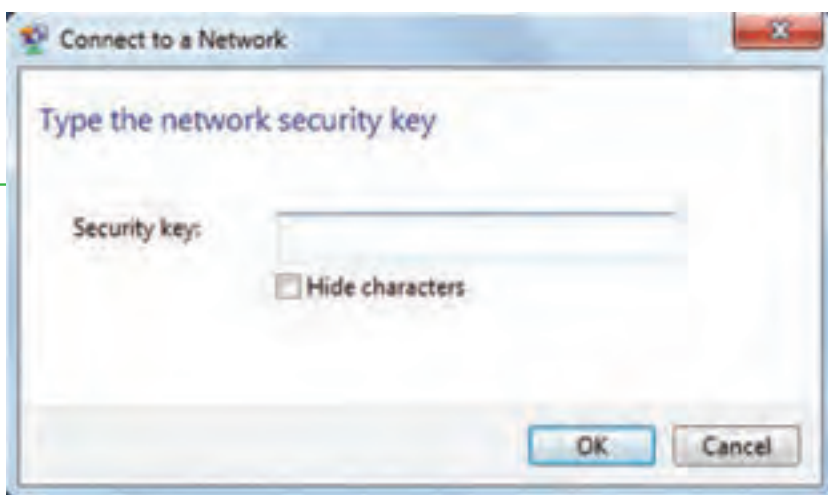 Connect to a Network
Type the network security key
Security key:
Hide characters
OK
Cancel